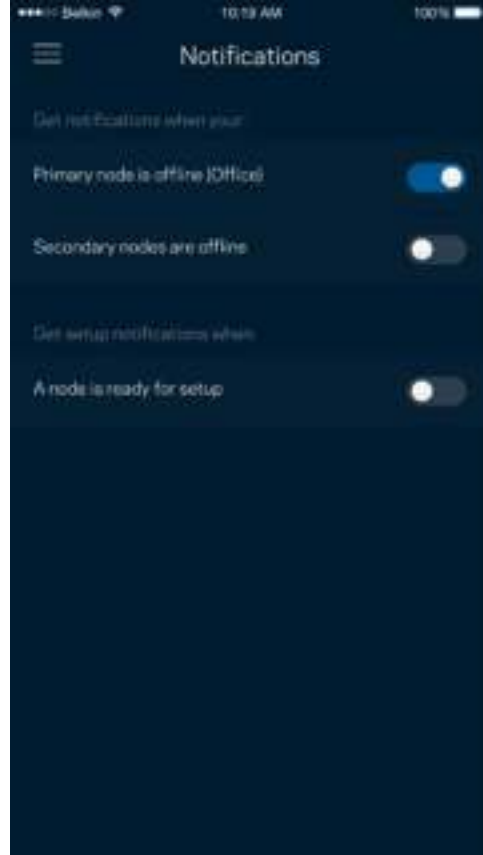 Belkin 10:19 AM 100%
Notifications
Get notifications when your:
Primary node is offline (Office)
Secondary nodes are offline
Get setup notifications when:
A node is ready for setup